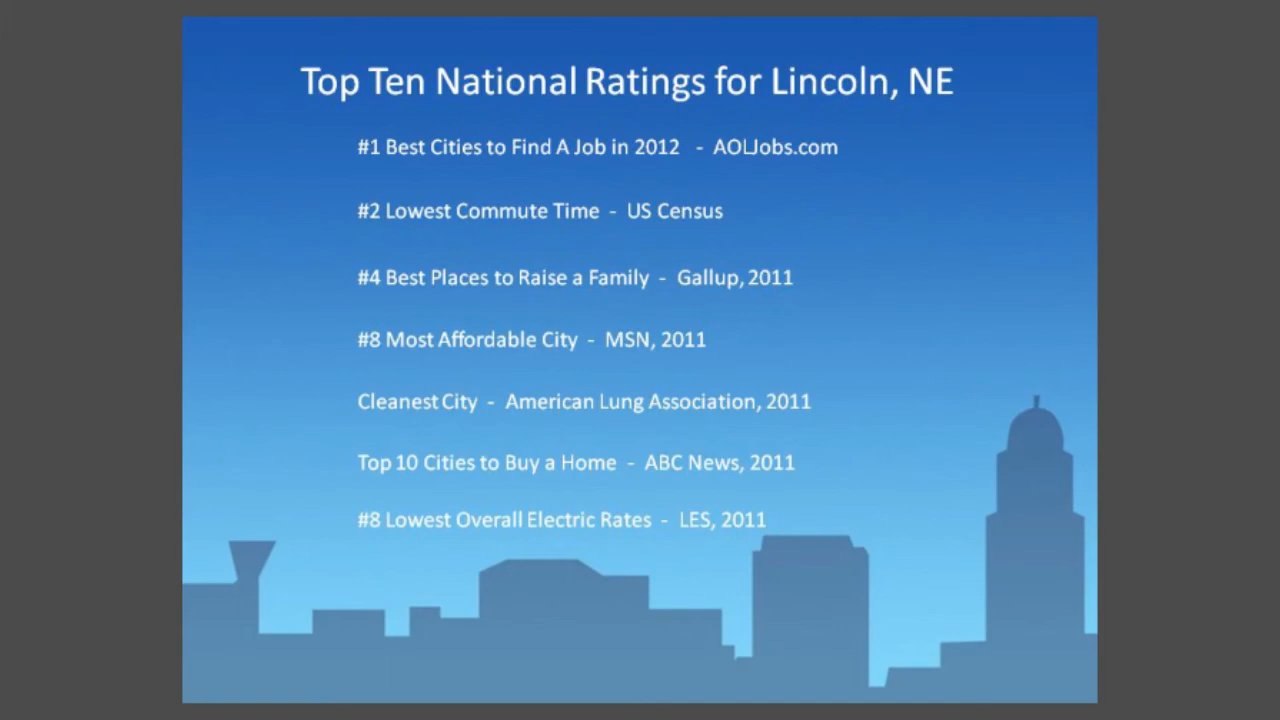 Top Ten National Ratings for Lincoln, NE
#1 Best Cities to Find A Job in 2012 - AOLJobs.com
#2 Lowest Commute Time - US Census
#4 Best Places to Raise a Family - Gallup, 2011
#8 Most Affordable City - MSN, 2011
Cleanest City - American Lung Association, 2011
Top 10 Cities to Buy a Home - ABC News, 2011
#8 Lowest Overall Electric Rates - LES, 2011